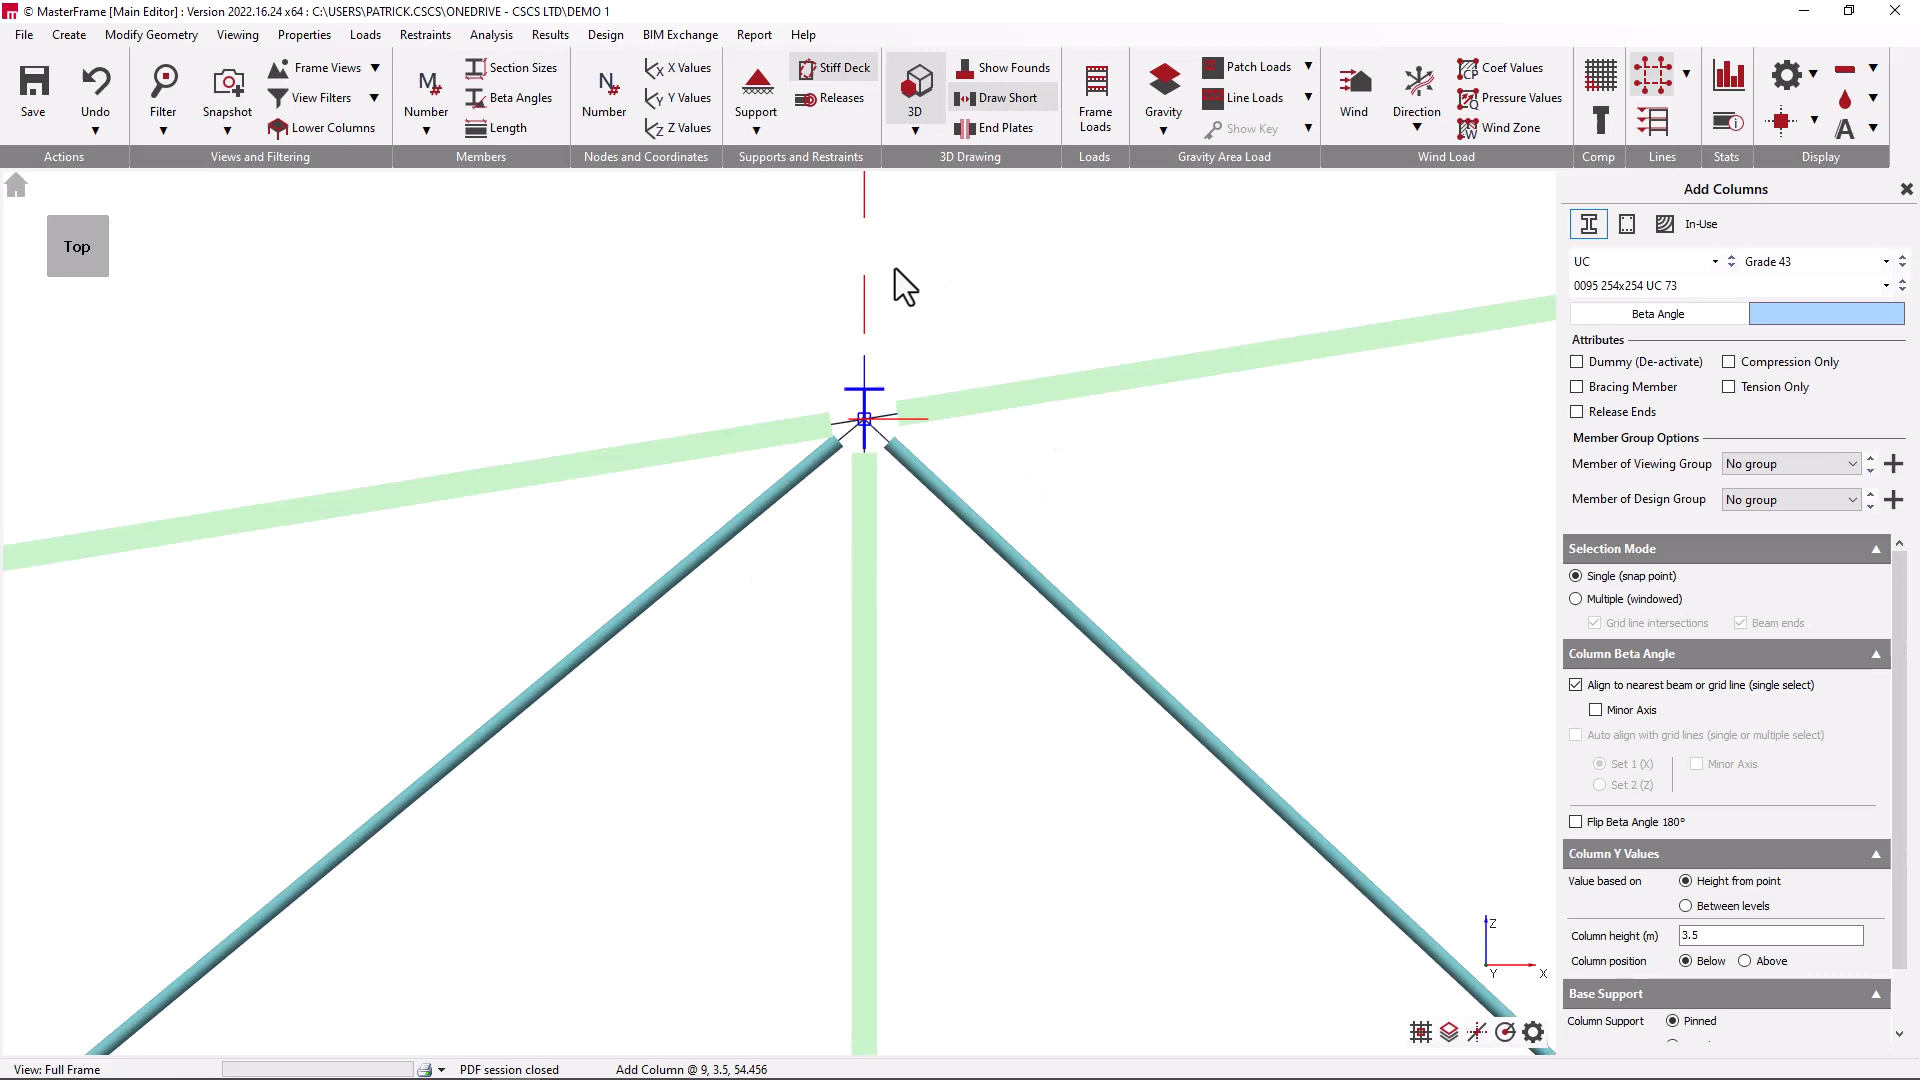 © MasterFrame [Main Editor] : Version 2022.16.24 x64 : C:\USERS\PATRICK.CSCS\ONEDRIVE - CSCS LTD\DEMO 1
File Create Modify Geometry Viewing Properties Loads Restraints Analysis Results Design BIM Exchange Report Help
Save
Undo
Actions
Filter
Snapshot
Frame Views
View Filters
Lower Columns
Views and Filtering
Number
Section Sizes
Beta Angles
Length
Members
Number
X Values
Y Values
Z Values
Nodes and Coordinates
Support
Stiff Deck
Releases
Supports and Restraints
3D
Show Founds
Draw Short
End Plates
3D Drawing
Frame Loads
Loads
Gravity
Patch Loads
Line Loads
Show Key
Gravity Area Load
Wind
Direction
Coef Values
Pressure Values
Wind Zone
Wind Load
Comp
Lines
Stats
Display
Top
Z
Y
X
Add Columns
In-Use
UC
Grade 43
0095 254x254 UC 73
Beta Angle
Attributes
Dummy (De-activate) Compression Only
Bracing Member Tension Only
Release Ends
Member Group Options
Member of Viewing Group No group
Member of Design Group No group
Selection Mode
Single (snap point)
Multiple (windowed)
Grid line intersections Beam ends
Column Beta Angle
Align to nearest beam or grid line (single select)
Minor Axis
Auto align with grid lines (single or multiple select)
Set 1 (X) Minor Axis
Set 2 (Z)
Flip Beta Angle 180°
Column Y Values
Value based on Height from point
Between levels
Column height (m) 3.5
Column position Below Above
Base Support
Column Support Pinned
View: Full Frame
PDF session closed
Add Column @ 9, 3.5, 54.456